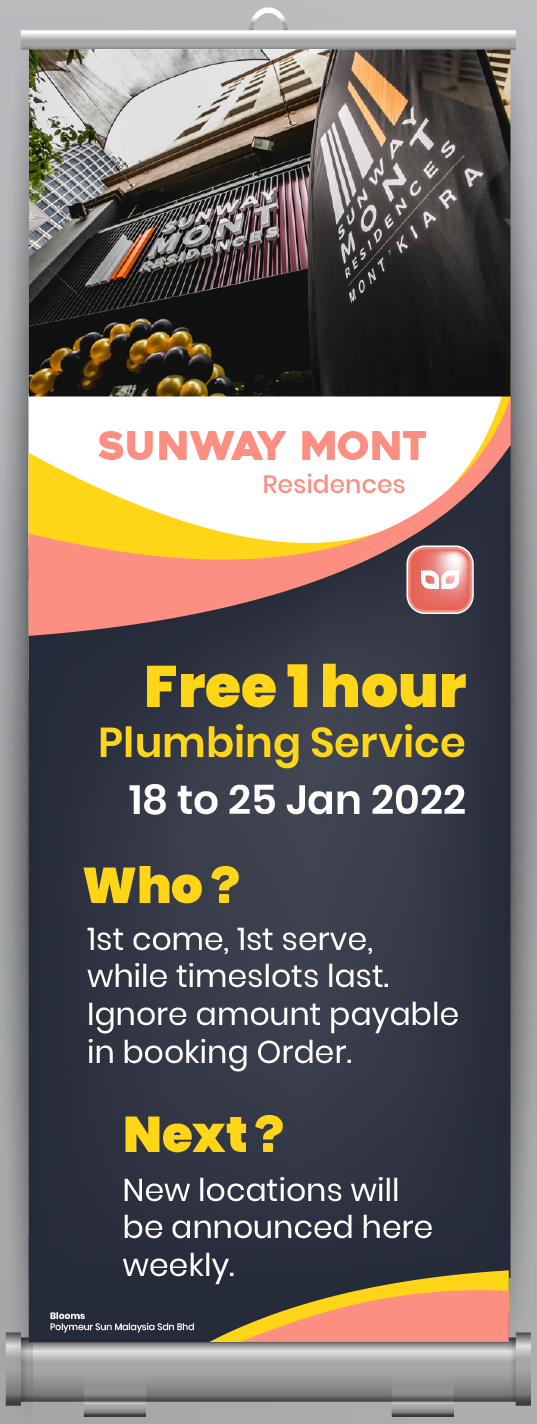 SUNWAY
MONT
RESIDENCES
SUNWAY
MONT
RESIDENCES
MONT' KIARA
SUNWAY MONT
Residences
Free 1 hour
Plumbing Service
18 to 25 Jan 2022
Who ?
1st come, 1st serve,
while timeslots last.
Ignore amount payable
in booking Order.
Next ?
New locations will
be announced here
weekly.
Blooms
Polymeur Sun Malaysia Sdn Bhd